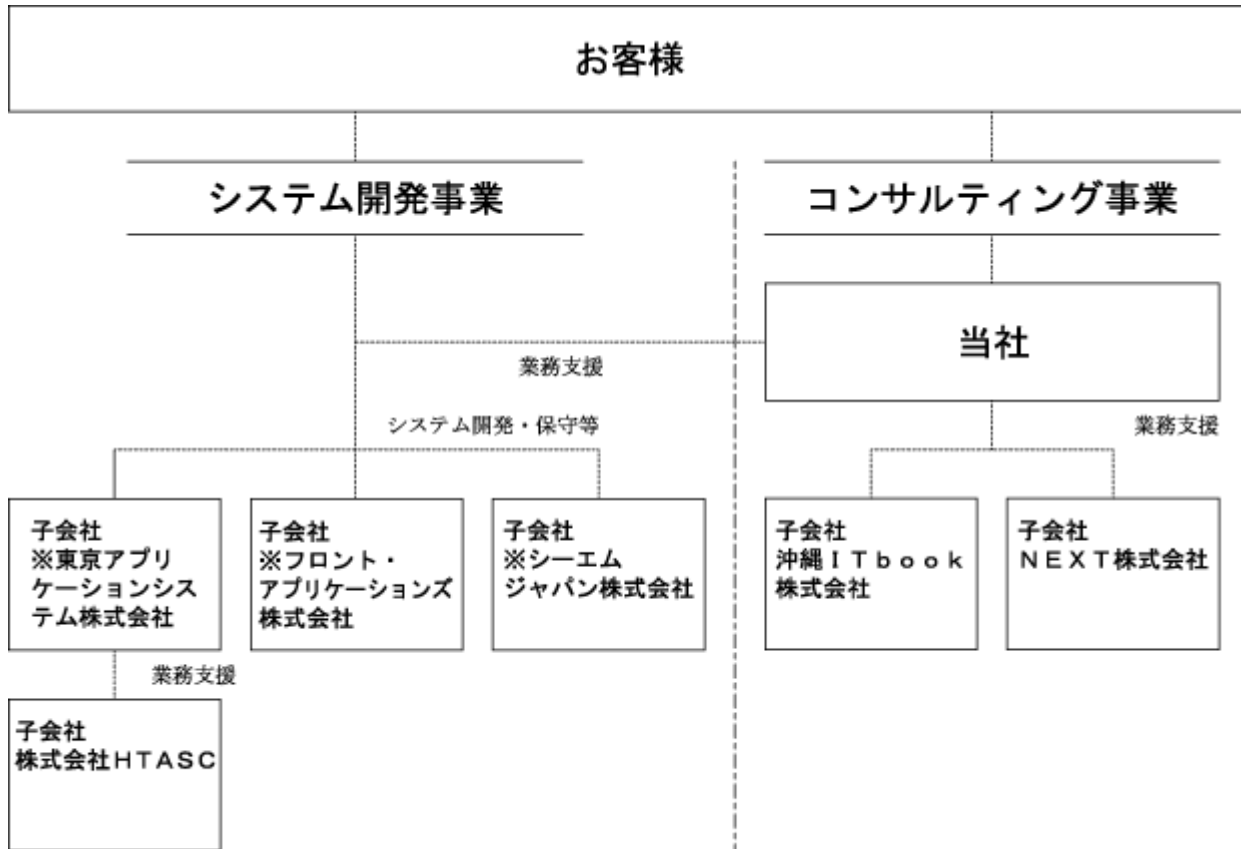 お客様
システム開発事業
コンサルティング事業
当社
業務支援
システム開発・保守等
業務支援
子会社
※東京アプリ
ケーションシス
テム株式会社
子会社
※フロント・
アプリケーションズ
株式会社
子会社
※シーエム
ジャパン株式会社
子会社
沖縄ITbook
株式会社
子会社
NEXT株式会社
業務支援
子会社
株式会社HTASC